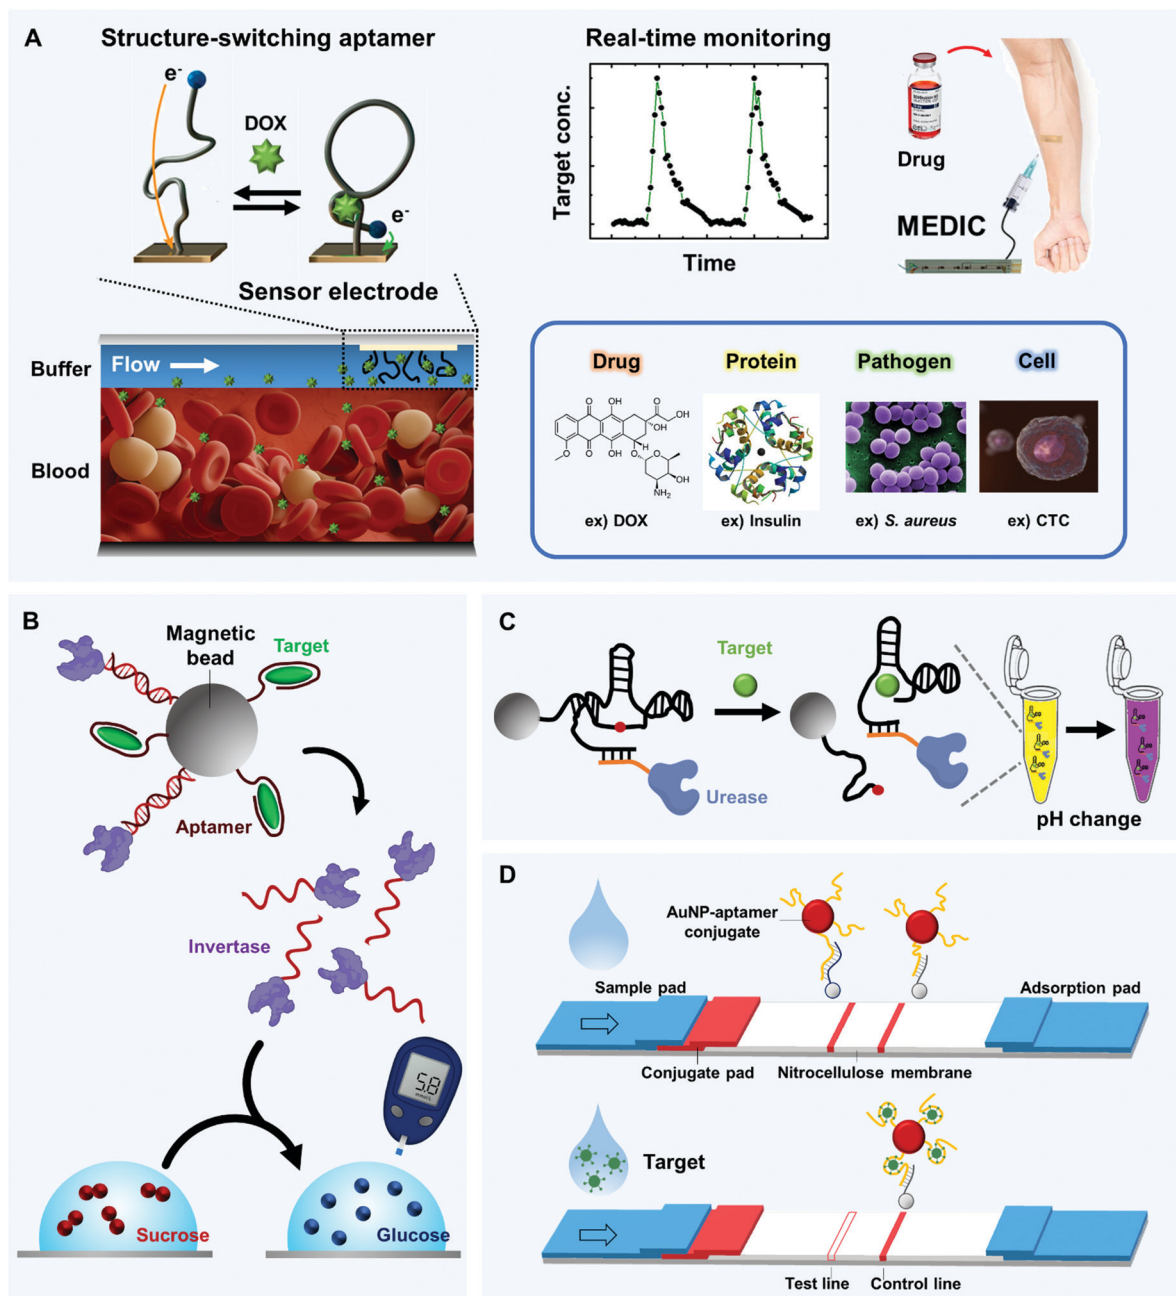 A
Structure-switching aptamer
e-
DOX
e-
Sensor electrode
Real-time monitoring
Target conc.
Time
Drug
MEDIC
Buffer
Flow
Blood
Drug
Protein
Pathogen
Cell
O
OH
O
OH
OH
O
O
OH
O
H
O
O
OH
NH2
ex) DOX
ex) Insulin
ex) S. aureus
ex) CTC
B
Magnetic
bead
Target
Aptamer
Invertase
5.8
mmol/L
Sucrose
Glucose
C
Target
Urease
pH change
D
AuNP-aptamer
conjugate
Sample pad
Adsorption pad
Conjugate pad
Nitrocellulose membrane
Target
Test line
Control line